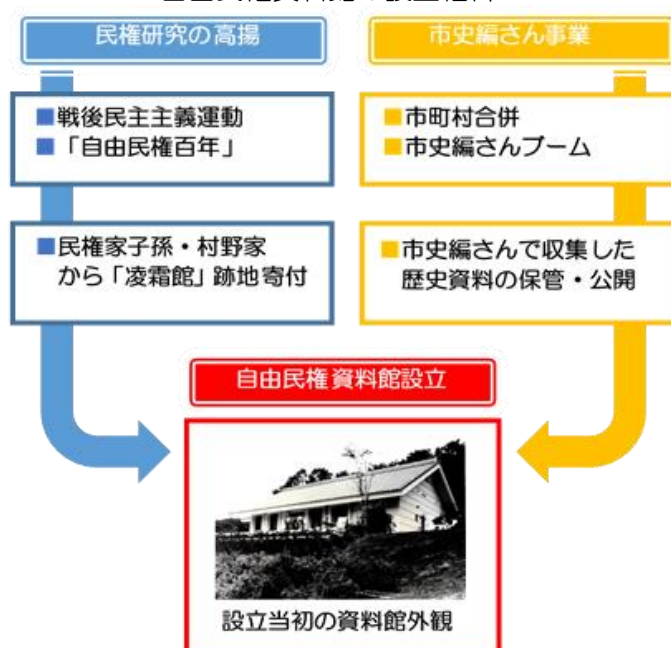 民権研究の高揚
■戦後民主主義運動
■「自由民権百年」
■民権家子孫・村野家
から「凌霜館」跡地寄付
市史編さん事業
■市町村合併
■市史編さんブーム
■市史編さんで収集した
歴史資料の保管・公開
自由民権資料館設立
設立当初の資料館外観